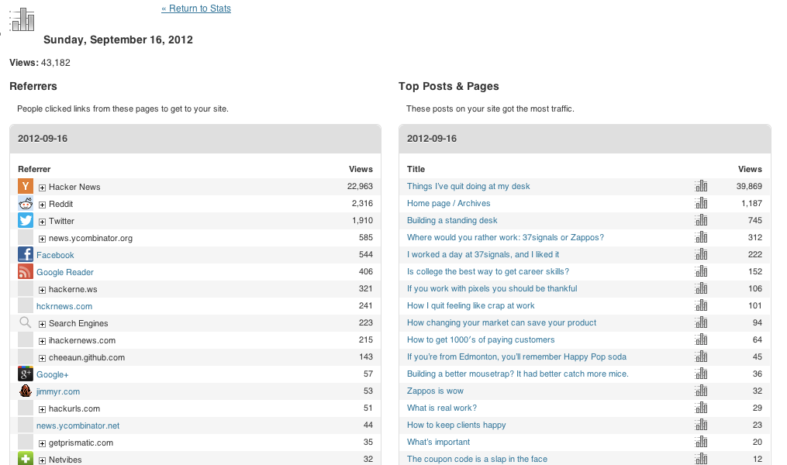 « Return to Stats
Sunday, September 16, 2012
Views: 43,182
Referrers
People clicked links from these pages to get to your site.
2012-09-16
Referrer Views
Hacker News 22,963
Reddit 2,316
Twitter 1,910
news.ycombinator.org 585
Facebook 544
Google Reader 406
hackerne.ws 321
hckrnews.com 241
Search Engines 223
ihackernews.com 215
cheeaun.github.com 143
Google+ 57
jimmyr.com 53
hackurls.com 51
news.ycombinator.net 44
getprismatic.com 35
Netvibes 32
Top Posts & Pages
These posts on your site got the most traffic.
2012-09-16
Title Views
Things I've quit doing at my desk 39,869
Home page / Archives 1,187
Building a standing desk 745
Where would you rather work: 37signals or Zappos? 312
I worked a day at 37signals, and I liked it 222
Is college the best way to get career skills? 152
If you work with pixels you should be thankful 106
How I quit feeling like crap at work 101
How changing your market can save your product 94
How to get 1000's of paying customers 64
If you're from Edmonton, you'll remember Happy Pop soda 45
Building a better mousetrap? It had better catch more mice. 36
Zappos is wow 32
What is real work? 29
How to keep clients happy 23
What's important 20
The coupon code is a slap in the face 12